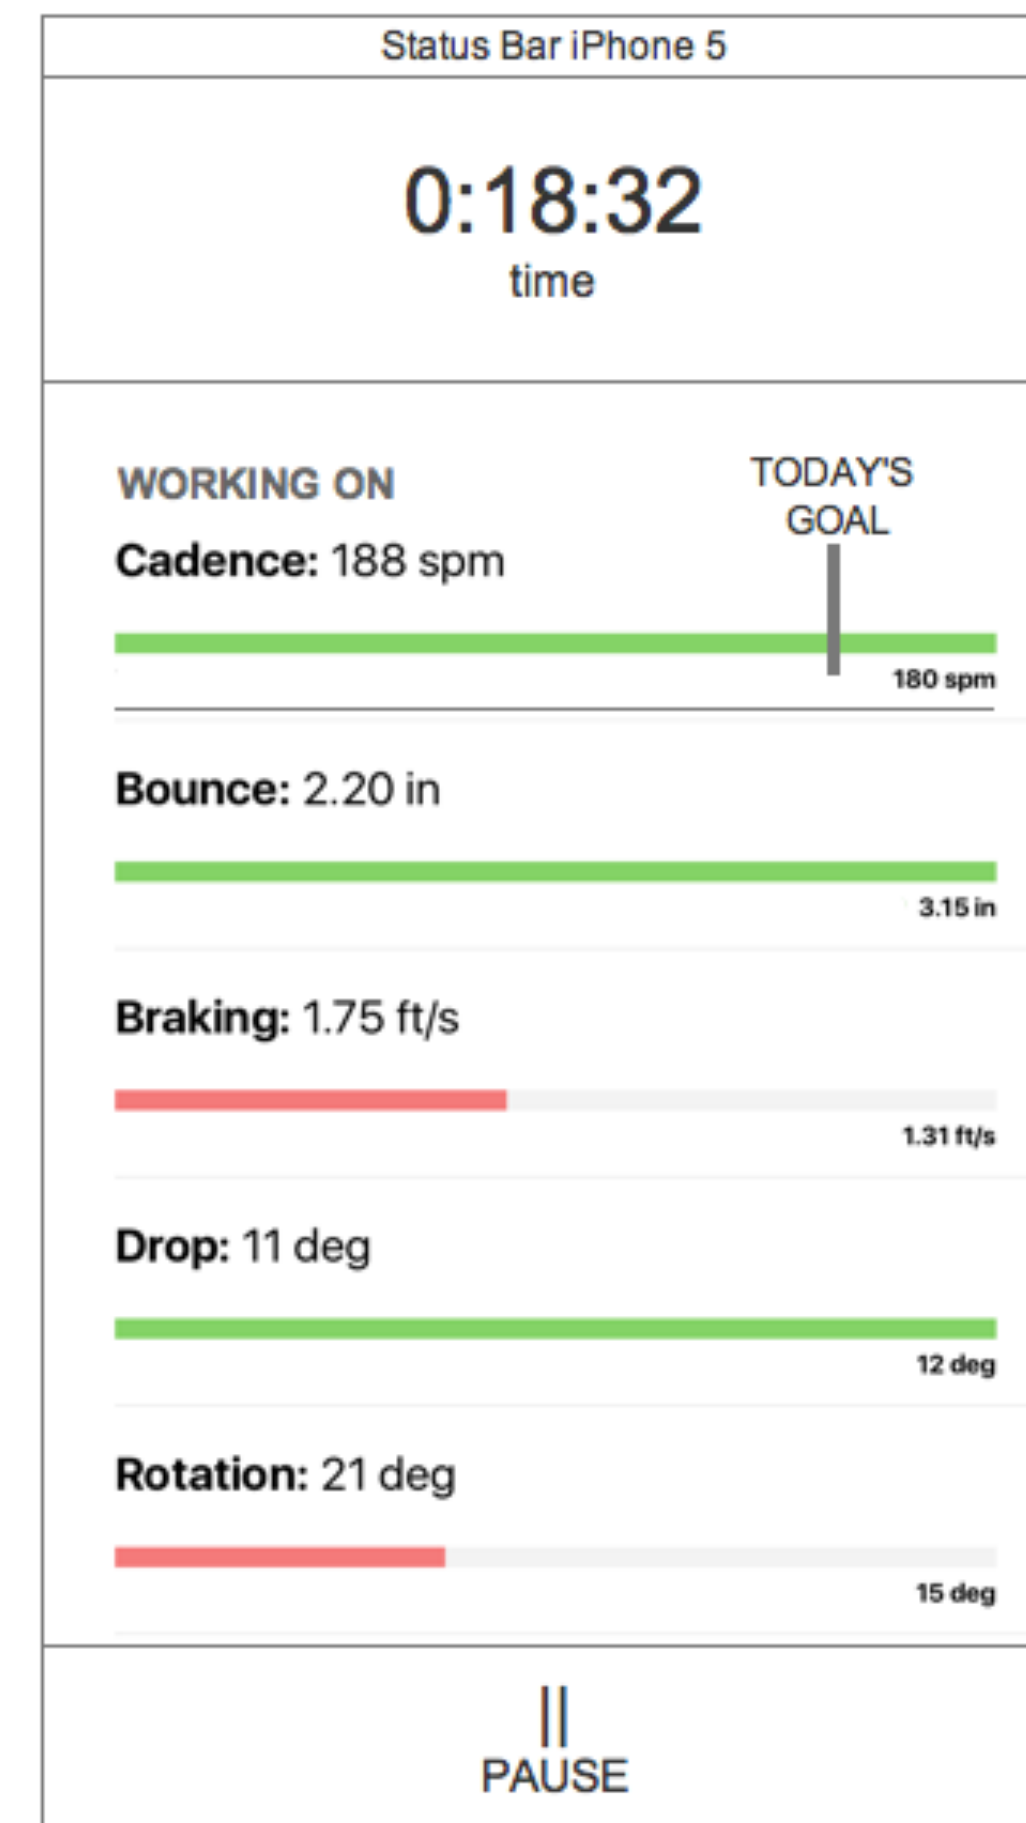 Status Bar iPhone 5
0:18:32
time
WORKING ON
TODAY'S
GOAL
Cadence: 188 spm
180 spm
Bounce: 2.20 in
3.15 in
Braking: 1.75 ft/s
1.31 ft/s
Drop: 11 deg
12 deg
Rotation: 21 deg
15 deg
PAUSE